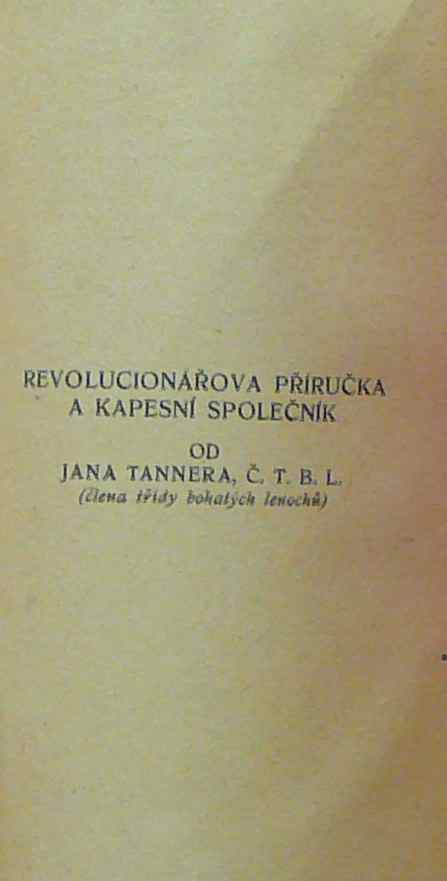 REVOLUCIONÁŘOVA PŘÍRUČKA
A KAPESNÍ SPOLEČNÍK
OD
JANA TANNERA, Č. T. B. L.
(člena třídy bohatých lenochů)